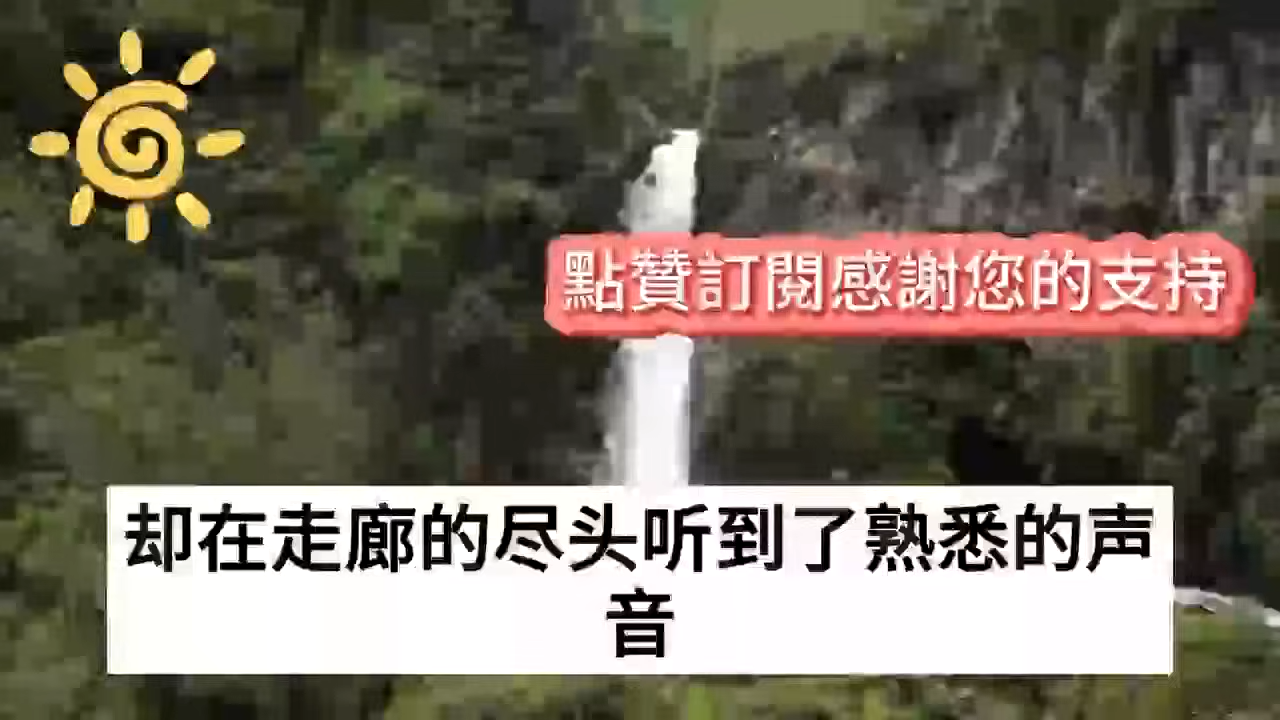 點贊訂閱感謝您的支持
却在走廊的尽头听到了熟悉的声
音